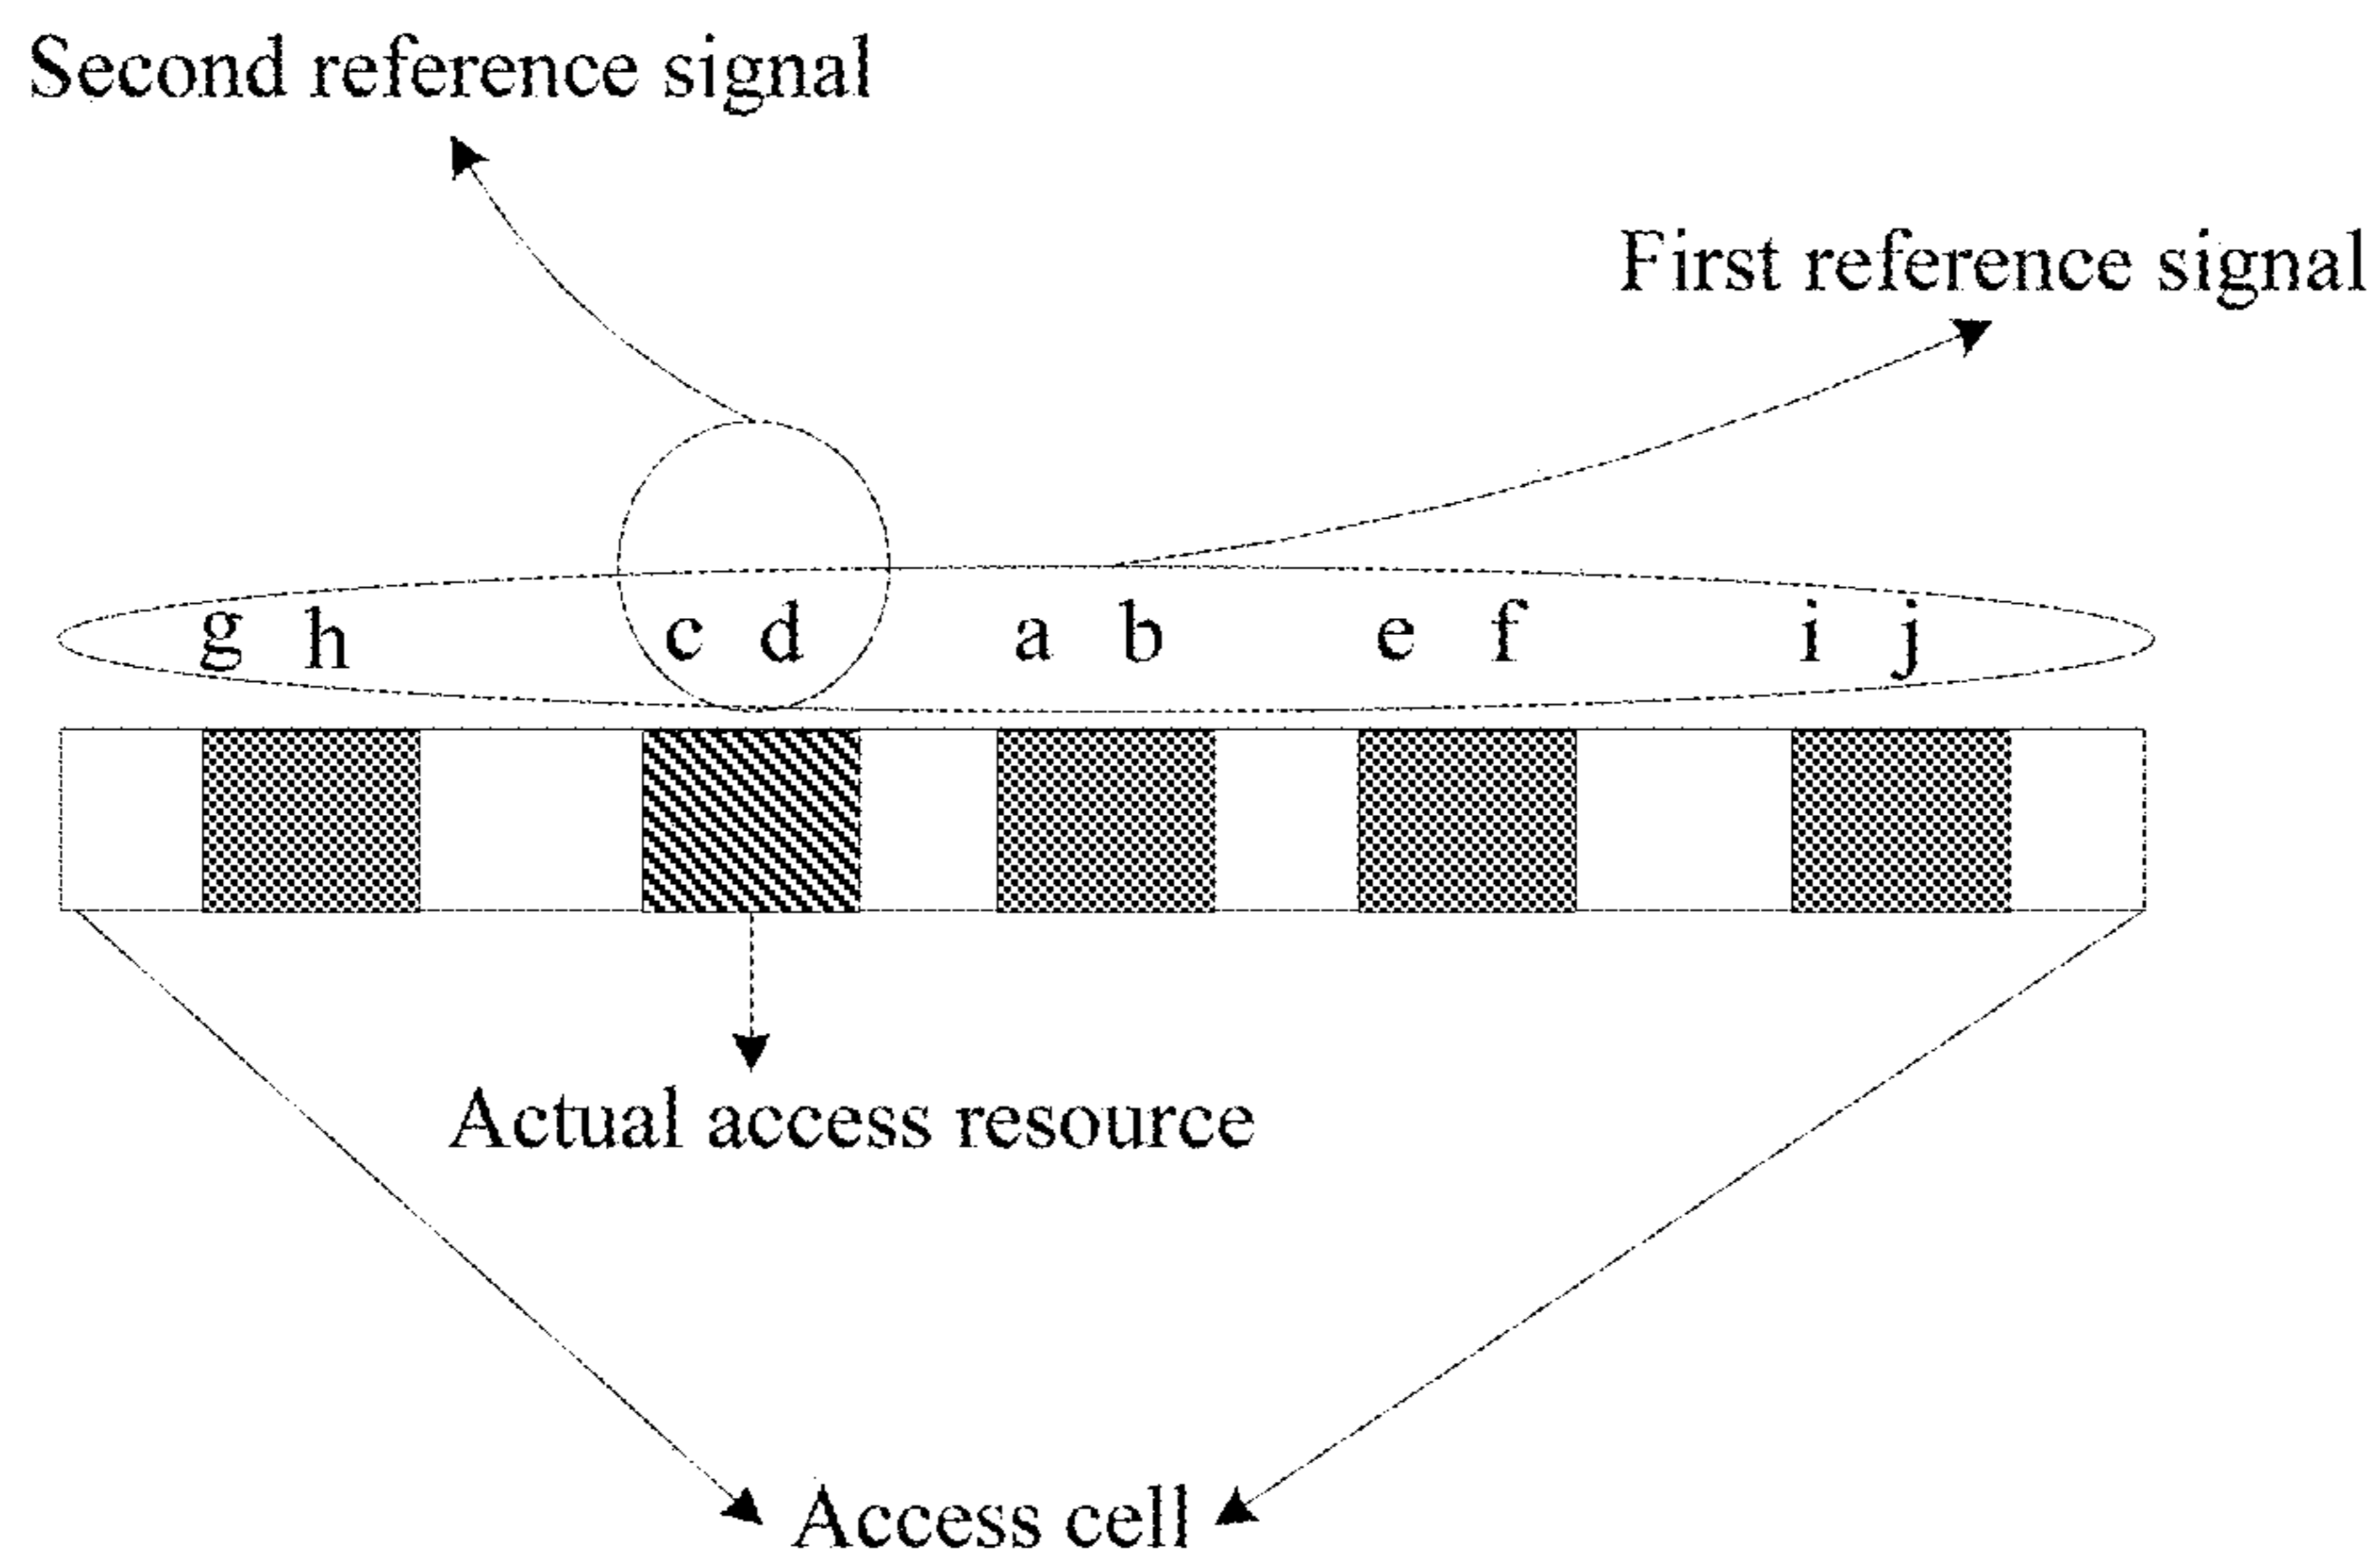 Second reference signal
First reference signal
g h c d a b e f i j
Actual access resource
Access cell